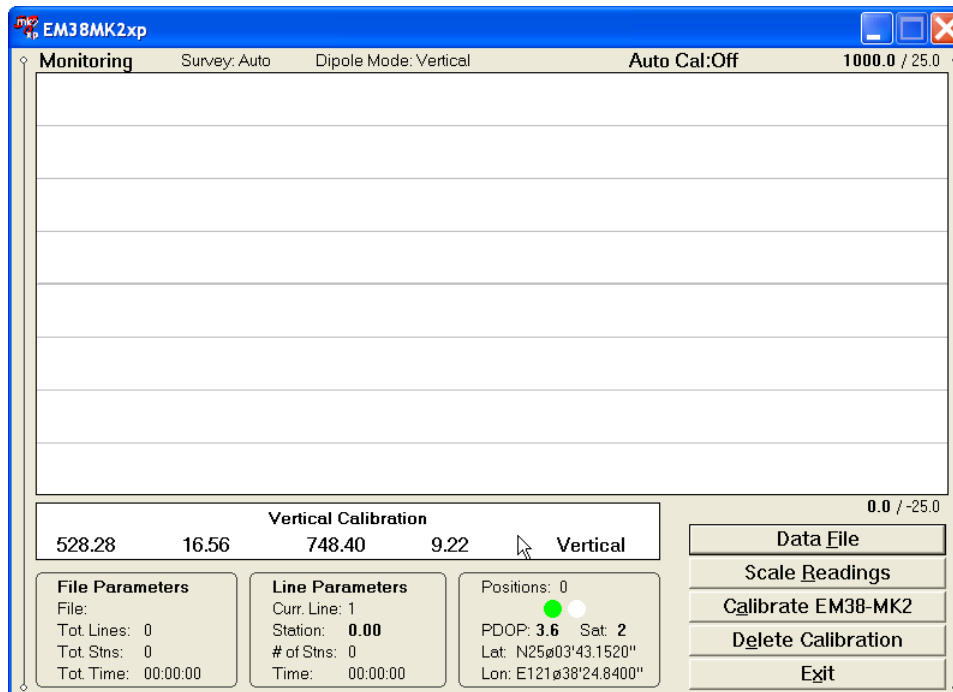 mk2 xp EM38MK2xp
Monitoring Survey: Auto Dipole Mode: Vertical Auto Cal:Off 1000.0 / 25.0
0.0 / -25.0
Vertical Calibration
528.28 16.56 748.40 9.22 Vertical
Data File
Scale Readings
Calibrate EM38-MK2
Delete Calibration
Exit
File Parameters
File:
Tot. Lines: 0
Tot. Stns: 0
Tot. Time: 00:00:00
Line Parameters
Curr. Line: 1
Station: 0.00
# of Stns: 0
Time: 00:00:00
Positions: 0
PDOP: 3.6 Sat: 2
Lat: N25ø03'43.1520"
Lon: E121ø38'24.8400"